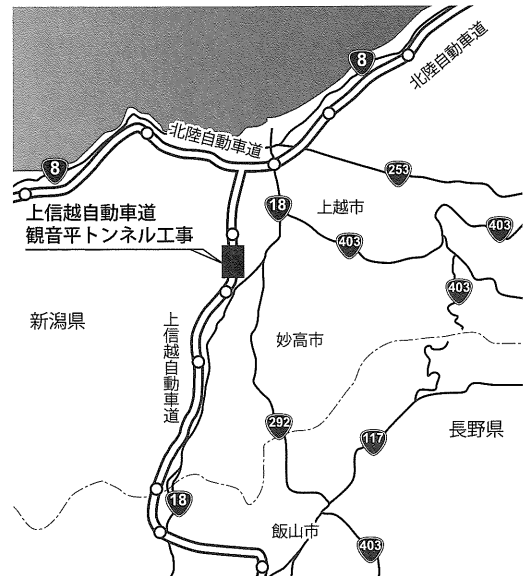 8
北陸自動車道
北陸自動車道
8
253
上信越自動車道
観音平トンネル工事
18
上越市
403
403
403
新潟県
上信越自動車道
妙高市
292
117
長野県
18
飯山市
403